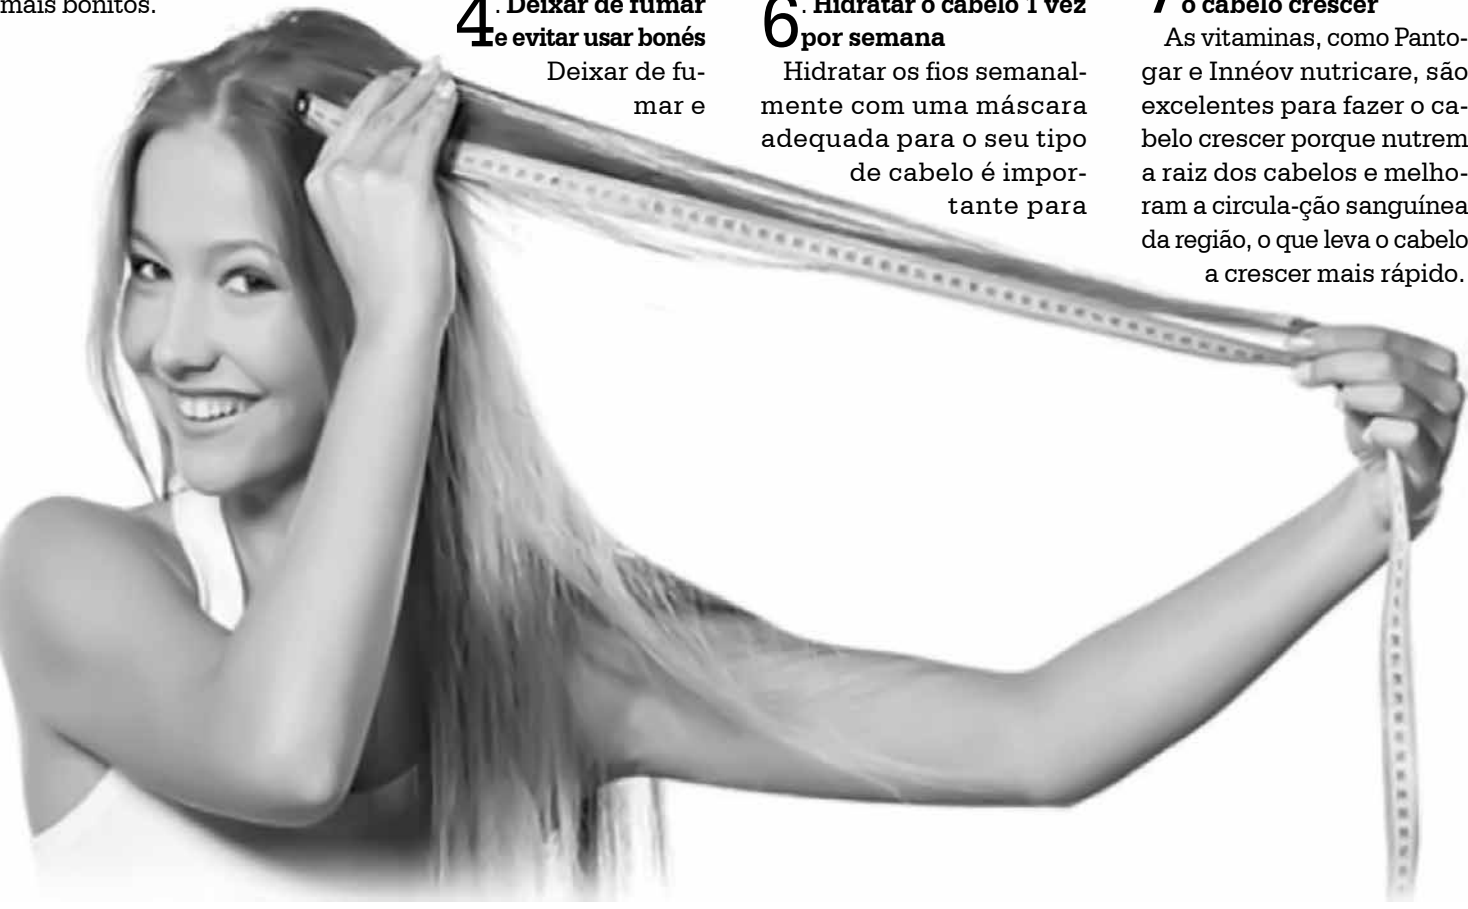 mais bonitos.
4. Deixar de fumar
e evitar usar bonés
Deixar de fu-
mar e
6. Hidratar o cabelo 1 vez
por semana
Hidratar os fios semanal-
mente com uma máscara
adequada para o seu tipo
de cabelo é impor-
tante para
7 o cabelo crescer
As vitaminas, como Panto-
gar e Innéov nutricare, são
excelentes para fazer o ca-
belo crescer porque nutrem
a raiz dos cabelos e melho-
ram a circula-ção sanguínea
da região, o que leva o cabelo
a crescer mais rápido.